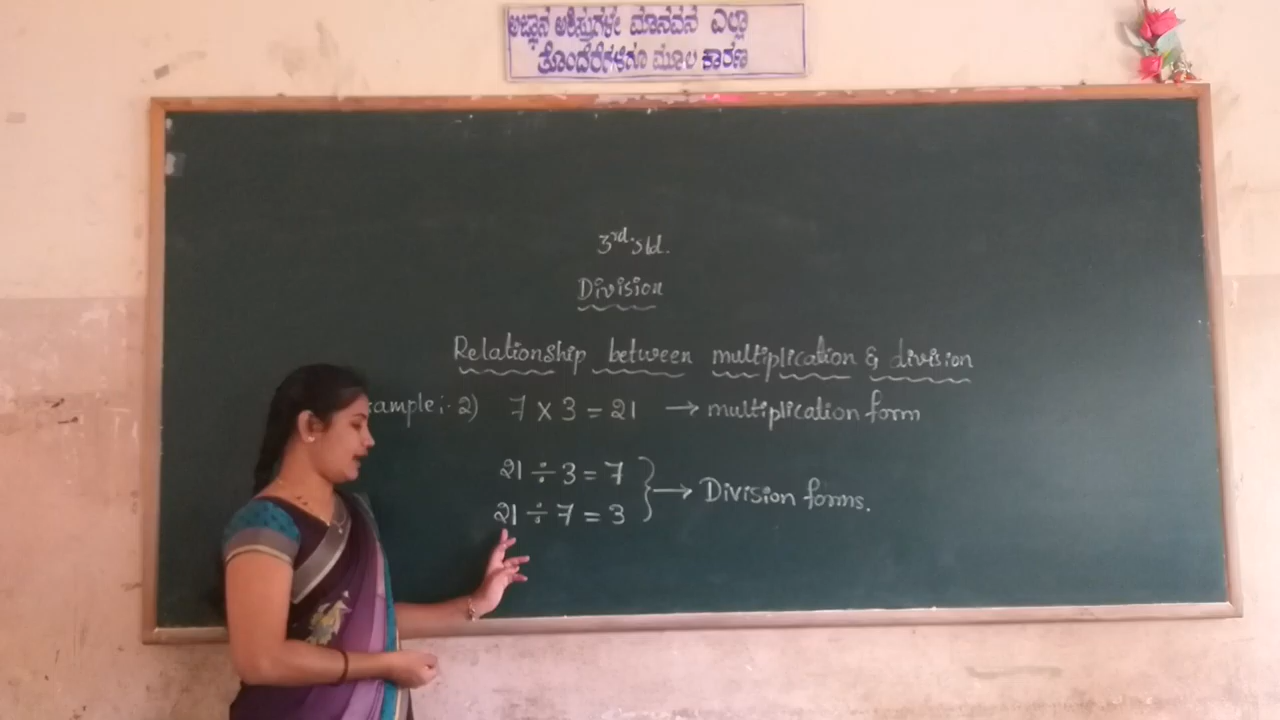 ಅಜ್ಞಾನ ಅಶಿಸ್ತುಗಳೇ ಮಾನವನ ಎಲ್ಲಾ
ತೊಂದರೆಗಳಿಗೂ ಮೂಲ ಕಾರಣ
3rd. std.
Division
Relationship between multiplication & division
ample;- 2) 7 x 3 = 21 → multiplication form
21 ÷ 3 = 7
21 ÷ 7 = 3 } → Division forms.